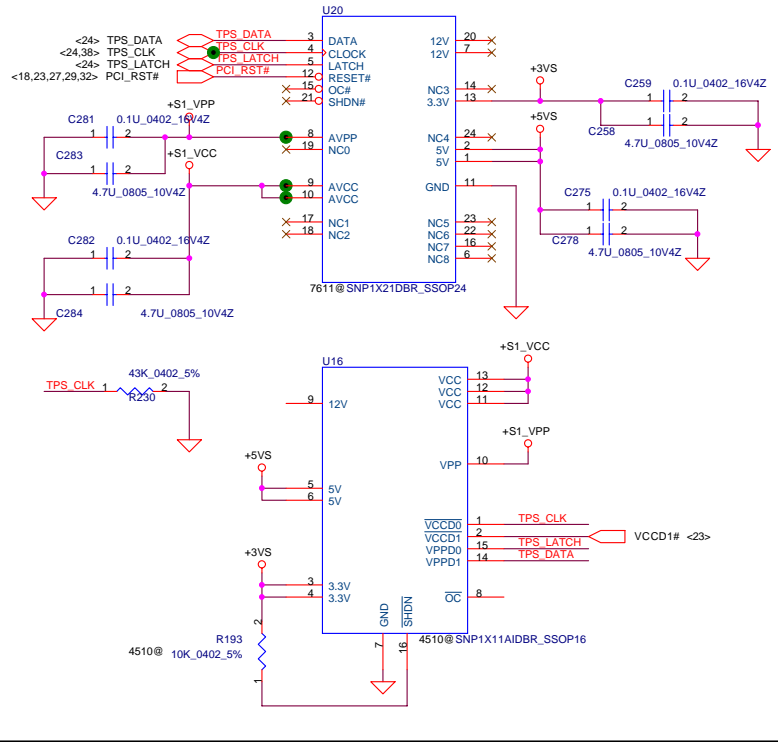 U20
<24> TPS_DATA TPS_DATA 3 DATA 12V 20
<24,38> TPS_CLK TPS_CLK 4 CLOCK 12V 7
<24> TPS_LATCH TPS_LATCH 5 LATCH
<18,23,27,29,32> PCI_RST# PCI_RST# 12 RESET#
15 OC# NC3 14
21 SHDN# 3.3V 13
+3VS
C259 0.1U_0402_16V4Z
1 2
1 2
C258
4.7U_0805_10V4Z
+S1_VPP
C281 0.1U_0402_16V4Z
1 2
8 AVPP NC4 24
19 NC0 5V 2
5V 1
+5VS
C283
1 2
4.7U_0805_10V4Z
+S1_VCC
9 AVCC GND 11
10 AVCC
C275 0.1U_0402_16V4Z
1 2
1 2
C278
4.7U_0805_10V4Z
17 NC1 NC5 23
18 NC2 NC6 22
NC7 16
NC8 6
C282 0.1U_0402_16V4Z
1 2
1 2
C284 4.7U_0805_10V4Z
7611@ SNP1X21DBR_SSOP24
43K_0402_5%
TPS_CLK 1 2
R230
U16
+S1_VCC
VCC 13
VCC 12
VCC 11
9 12V
+S1_VPP
VPP 10
+5VS
5 5V
6 5V
VCCD0 1 TPS_CLK
VCCD1 2 VCCD1# <23>
VPPD0 15 TPS_LATCH
VPPD1 14 TPS_DATA
+3VS
3 3.3V
4 3.3V
OC 8
GND SHDN
7 16
4510@ SNP1X11AIDBR_SSOP16
2
R193
4510@ 10K_0402_5%
1